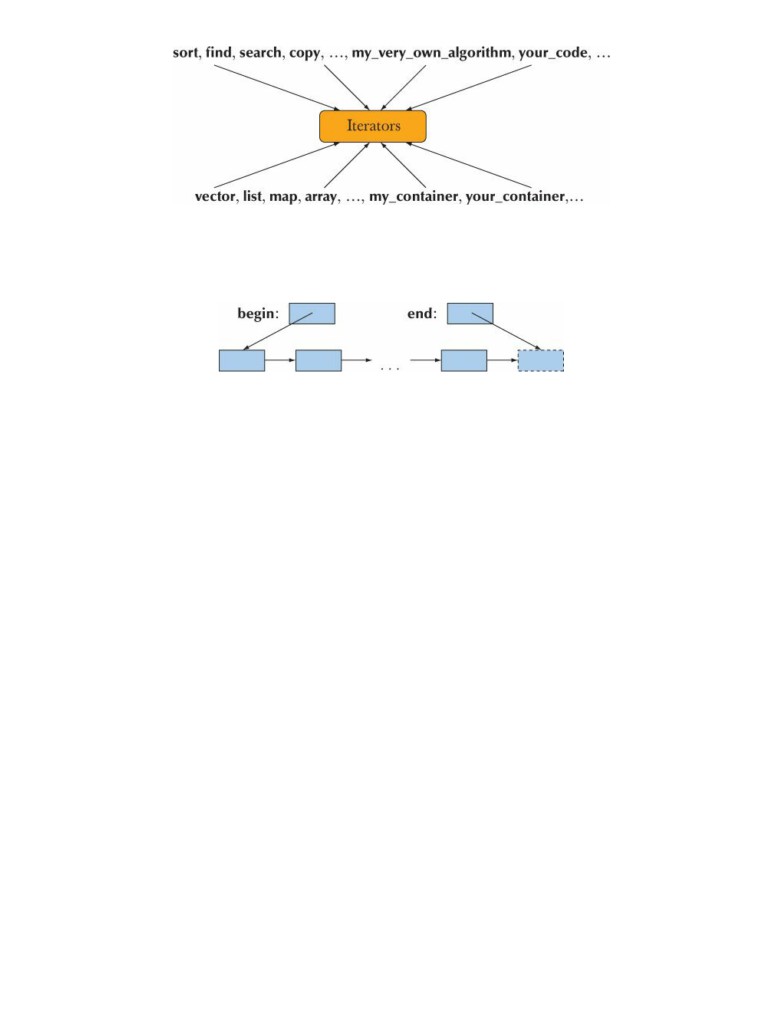 sort, find, search, copy, …, my_very_own_algorithm, your_code, …
Iterators
vector, list, map, array, …, my_container, your_container,…
begin: end:
. . .